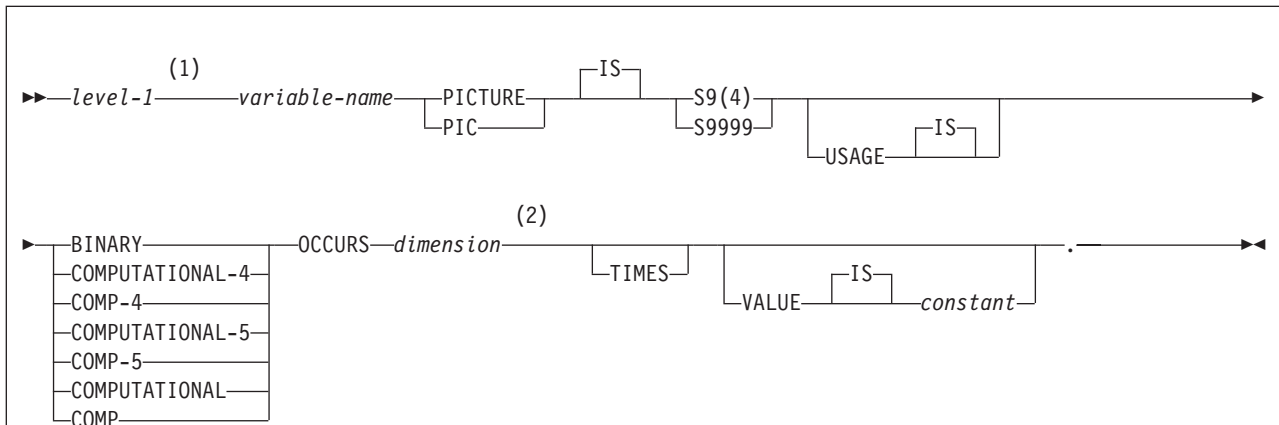 (1) IS
level-1 variable-name PICTURE S9(4)
PIC S9999 IS
USAGE
(2)
BINARY OCCURS dimension IS .
COMPUTATIONAL-4 TIMES VALUE constant
COMP-4
COMPUTATIONAL-5
COMP-5
COMPUTATIONAL
COMP